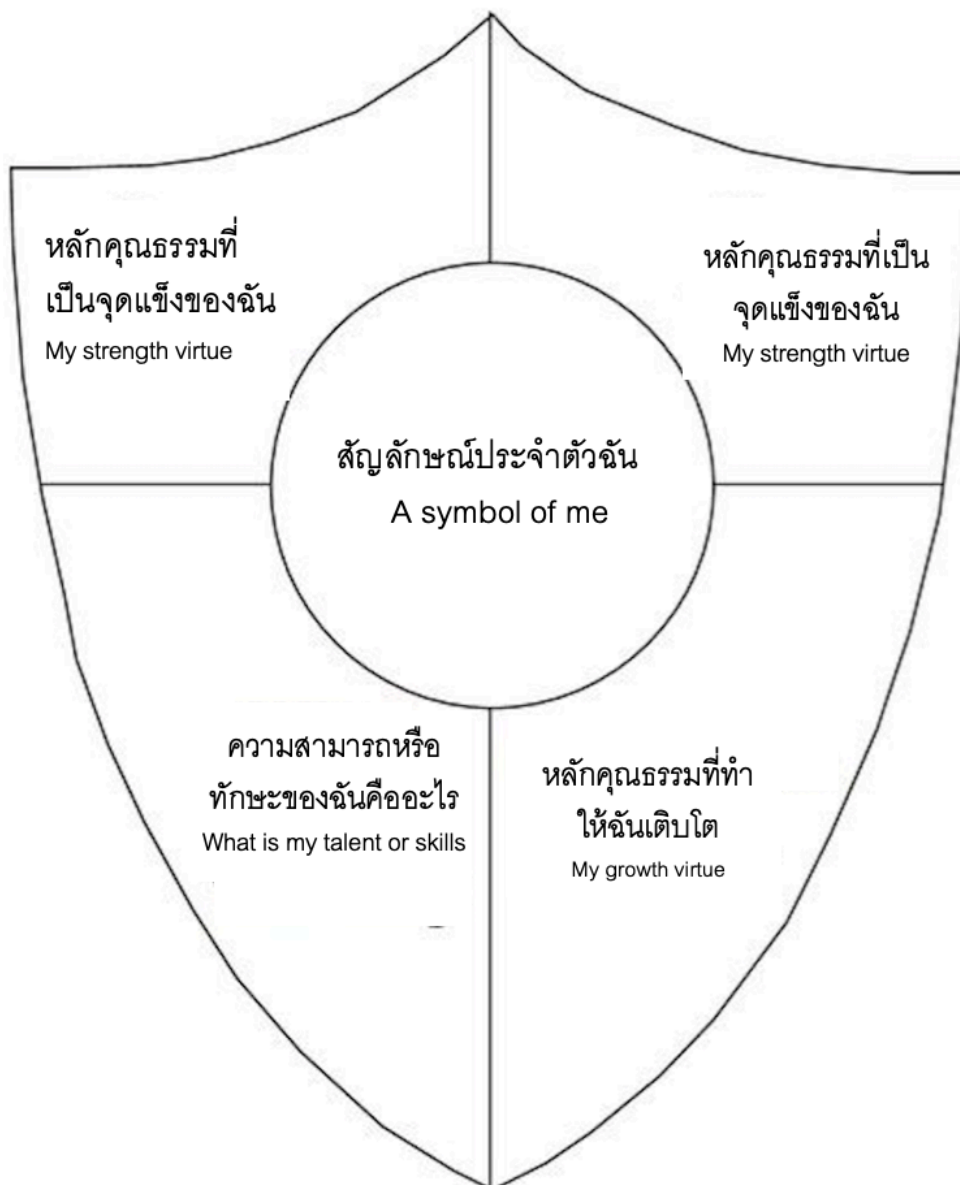 หลักคุณธรรมที่
เป็นจุดแข็งของฉัน
My strength virtue
หลักคุณธรรมที่เป็น
จุดแข็งของฉัน
My strength virtue
สัญลักษณ์ประจำตัวฉัน
A symbol of me
ความสามารถหรือ
ทักษะของฉันคืออะไร
What is my talent or skills
หลักคุณธรรมที่ทำ
ให้ฉันเติบโต
My growth virtue